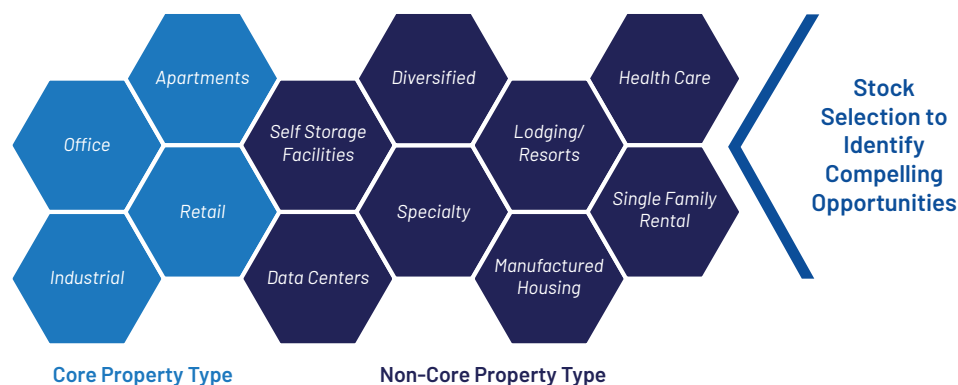 Apartments
Diversified
Health Care
Office
Self Storage
Facilities
Lodging/
Resorts
Retail
Specialty
Single Family
Rental
Industrial
Data Centers
Manufactured
Housing
Stock
Selection to
Identify
Compelling
Opportunities
Core Property Type
Non-Core Property Type